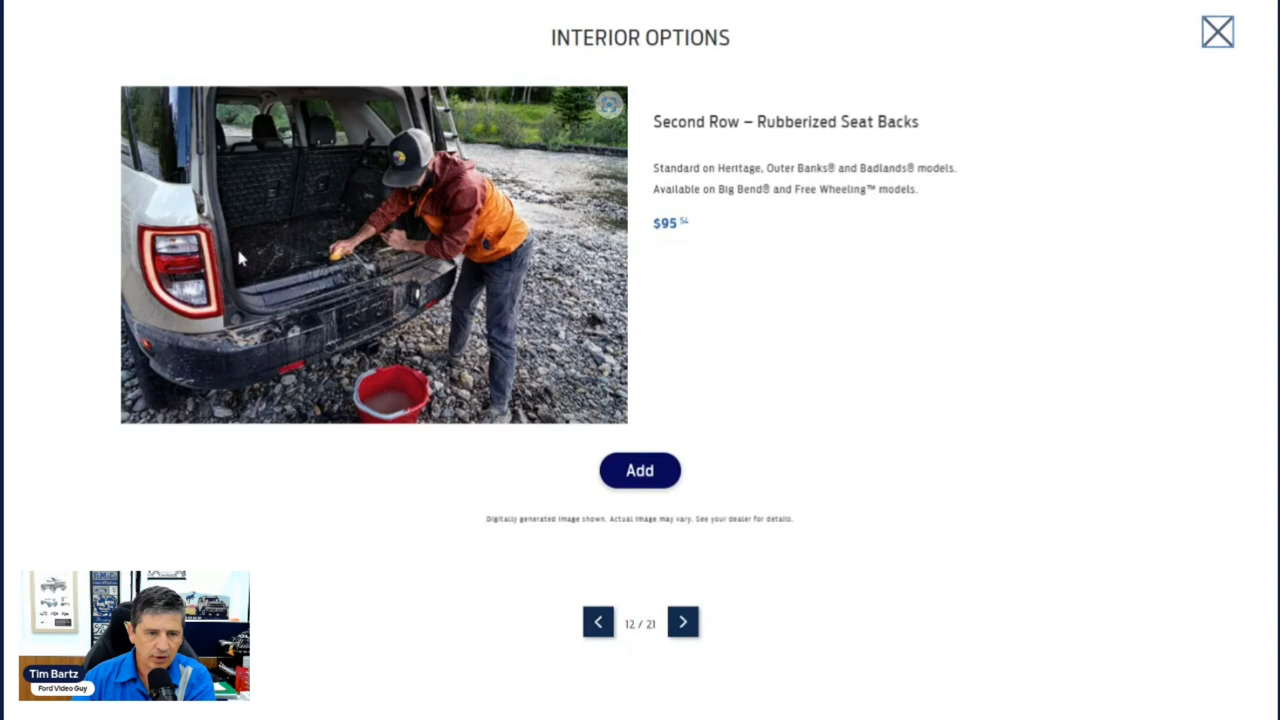 INTERIOR OPTIONS
Second Row – Rubberized Seat Backs
Standard on Heritage, Outer Banks® and Badlands® models.
Available on Big Bend® and Free Wheeling™ models.
$95 54
Add
Digitally generated image shown. Actual image may vary. See your dealer for details.
12 / 21
Tim Bartz
Ford Video Guy